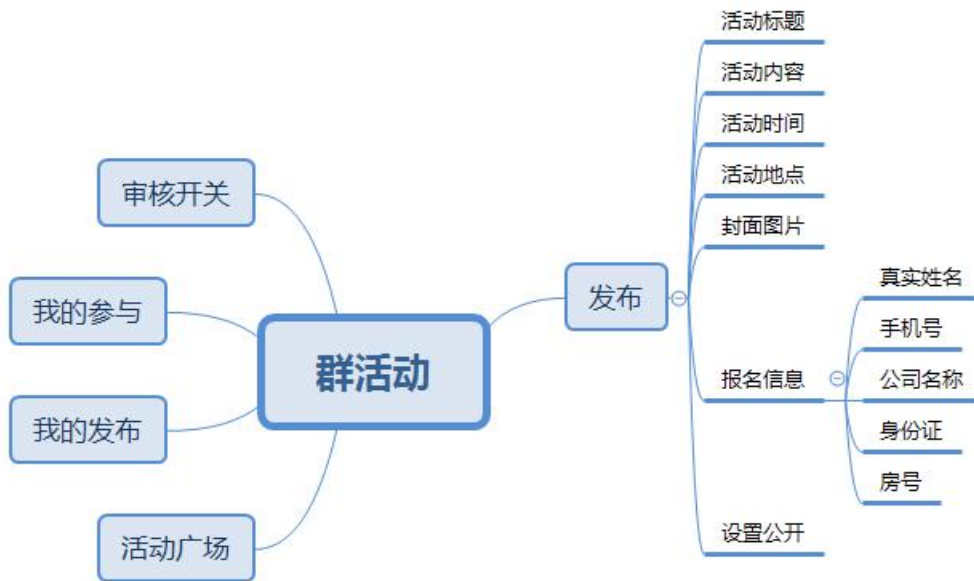 群活动
审核开关
我的参与
我的发布
活动广场
发布
活动标题
活动内容
活动时间
活动地点
封面图片
报名信息
真实姓名
手机号
公司名称
身份证
房号
设置公开